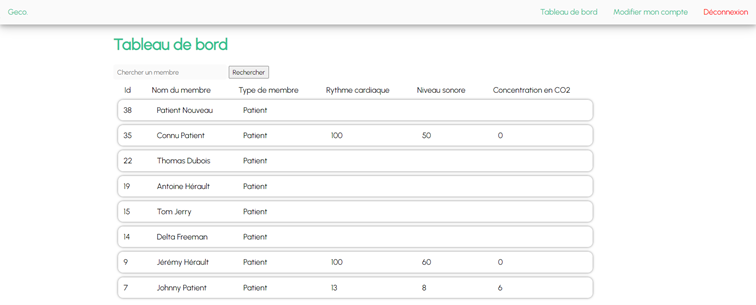 Geco Tableau de bord Modifier mon compte Déconnexion
Tableau de bord
Chercher un membre Rechercher
Id Nom du membre Type de membre Rythme cardiaque Niveau sonore Concentration en CO2
38 Patient Nouveau Patient
35 Connu Patient Patient 100 50 0
22 Thomas Dubois Patient
19 Antoine Hérault Patient
15 Tom Jerry Patient
14 Delta Freeman Patient
9 Jérémy Hérault Patient 100 60 0
7 Johnny Patient Patient 13 8 6